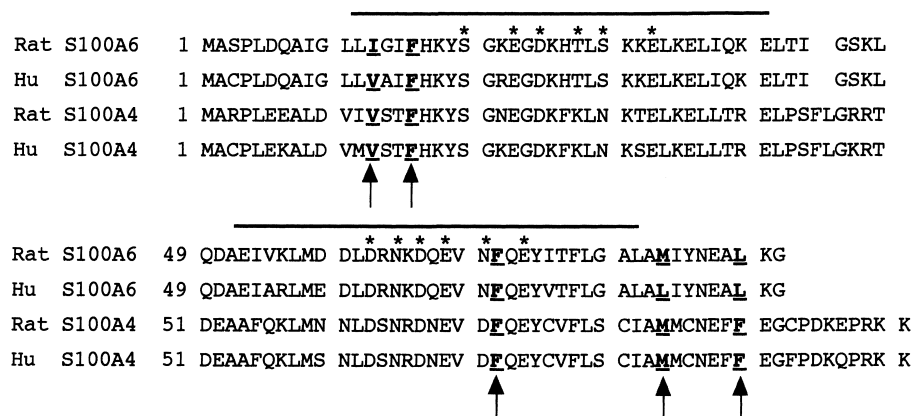 * * * * * *
Rat S100A6 1 MASPLDQAIG LLIGIFHKYS GKEGDKHTLS KKELKELIQK ELTI GSKL
Hu S100A6 1 MACPLDQAIG LLVAIFHKYS GREGDKHTLS KKELKELIQK ELTI GSKL
Rat S100A4 1 MARPLEEALD VIVSTFHKYS GNEGDKFKLN KTELKELLTR ELPSFLGRRT
Hu S100A4 1 MACPLEKALD VMVSTFHKYS GKEGDKFKLN KSELKELLTR ELPSFLGKRT
* * * * * *
Rat S100A6 49 QDAEIVKLMD DLDRNKDQEV NFQEYITFLG ALAMIYNEAL KG
Hu S100A6 49 QDAEIARLME DLDRNKDQEV NFQEYVTFLG ALALIYNEAL KG
Rat S100A4 51 DEAAFQKLMN NLDSNRDNEV DFQEYCVFLS CIAMMCNEFF EGCPDKEPRK K
Hu S100A4 51 DEAAFQKLMS NLDSNRDNEV DFQEYCVFLS CIAMMCNEFF EGFPDKQPRK K